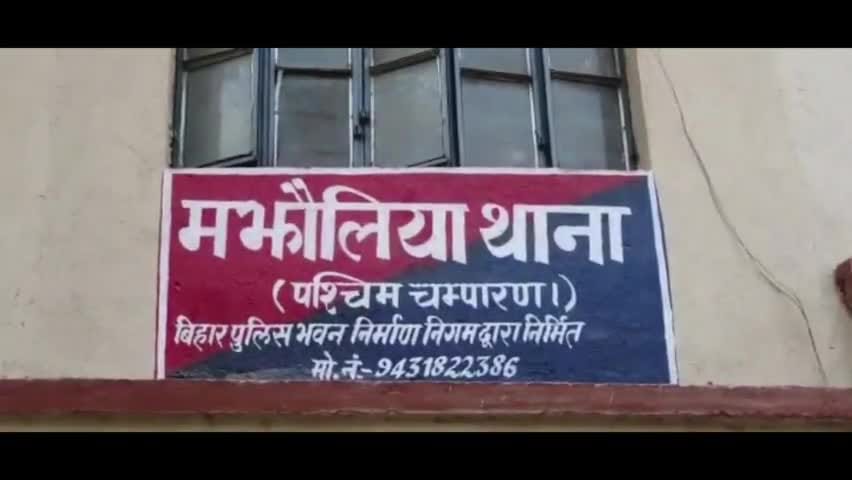 मझौलिया थाना
(पश्चिम चम्पारण।)
बिहार पुलिस भवन निर्माण निगम द्वारा निर्मित
मो.नं:-9431822386